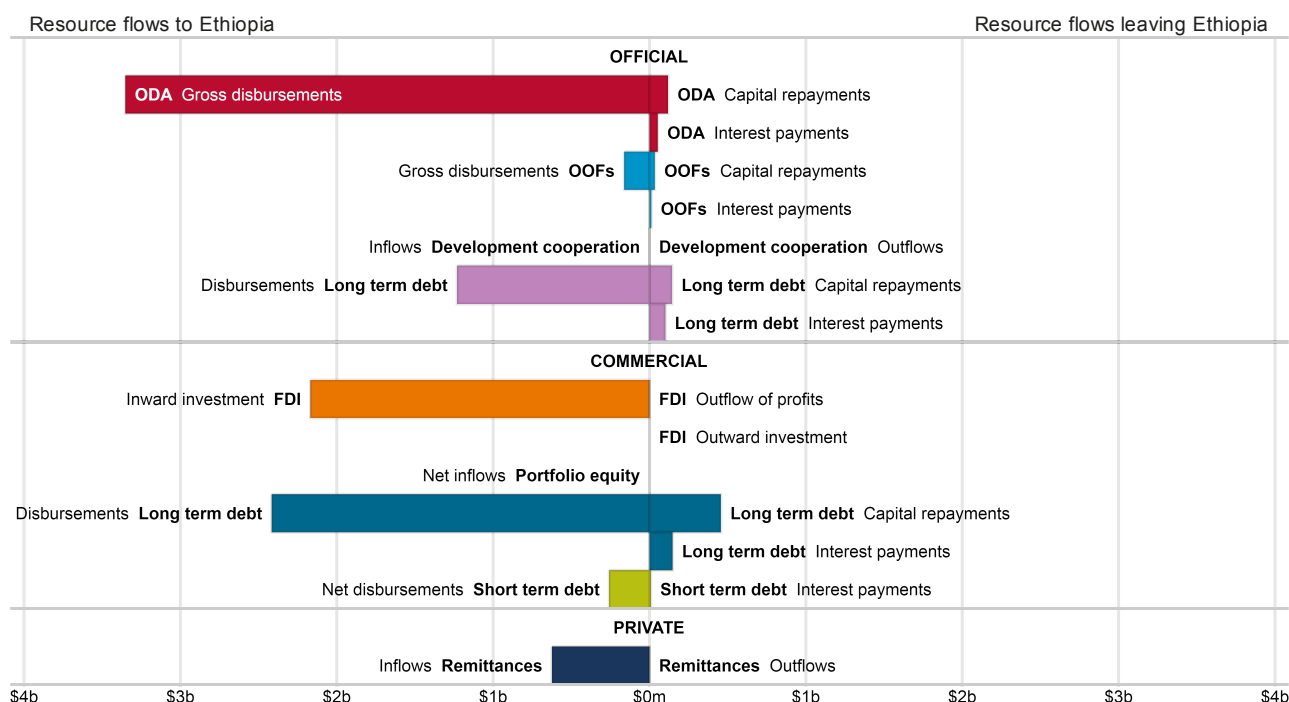 Resource flows to Ethiopia Resource flows leaving Ethiopia
OFFICIAL
ODA Gross disbursements ODA Capital repayments
ODA Interest payments
Gross disbursements OOFs OOFs Capital repayments
OOFs Interest payments
Inflows Development cooperation Development cooperation Outflows
Disbursements Long term debt Long term debt Capital repayments
Long term debt Interest payments
COMMERCIAL
Inward investment FDI FDI Outflow of profits
FDI Outward investment
Net inflows Portfolio equity
Disbursements Long term debt Long term debt Capital repayments
Long term debt Interest payments
Net disbursements Short term debt Short term debt Interest payments
PRIVATE
Inflows Remittances Remittances Outflows
$4b $3b $2b $1b $0m $1b $2b $3b $4b